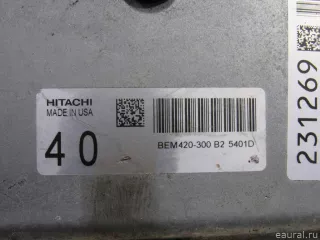 HITACHI
MADE IN USA
40
BEM420-300 B2 5401D
231269
eaural.ru